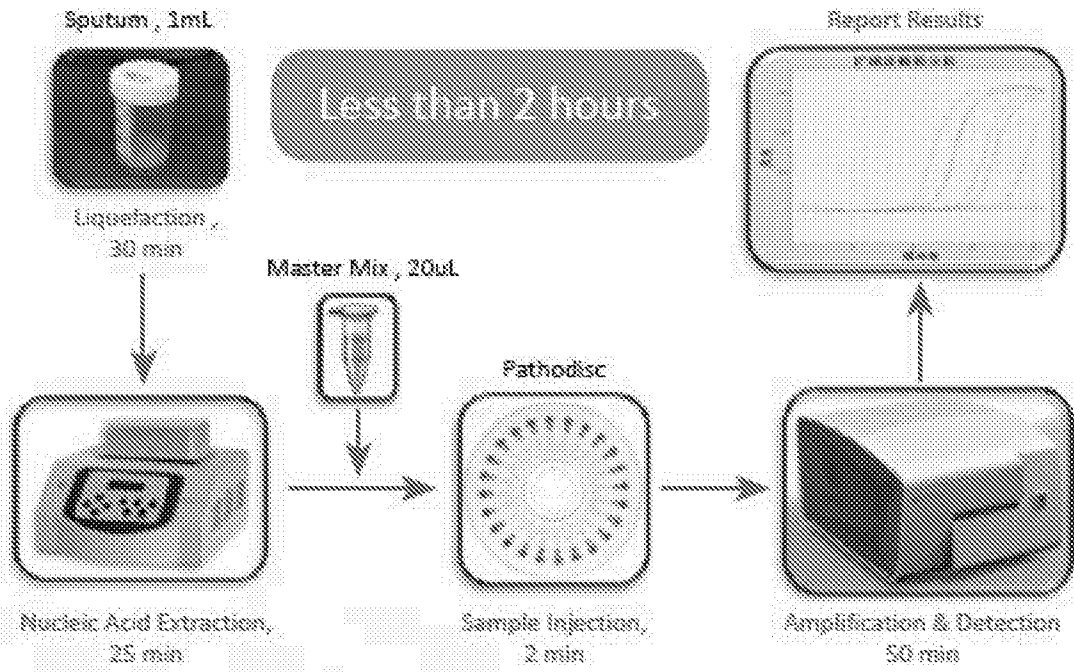 Sputum , 1mL
Less than 2 hours
Report Results
Liquefaction ,
30 min
Master Mix , 20uL
Pathodisc
Nucleic Acid Extraction,
25 min
Sample Injection,
2 min
Amplification & Detection
50 min